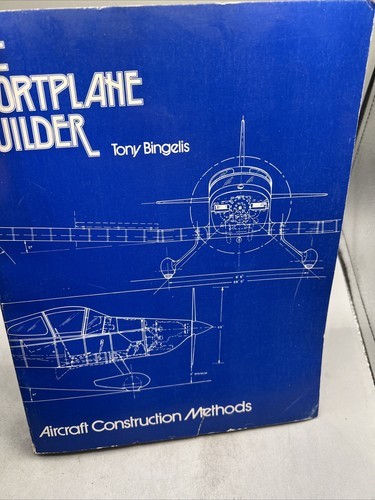 E
ORTPLANE
UILDER
Tony Bingelis
Aircraft Construction Methods